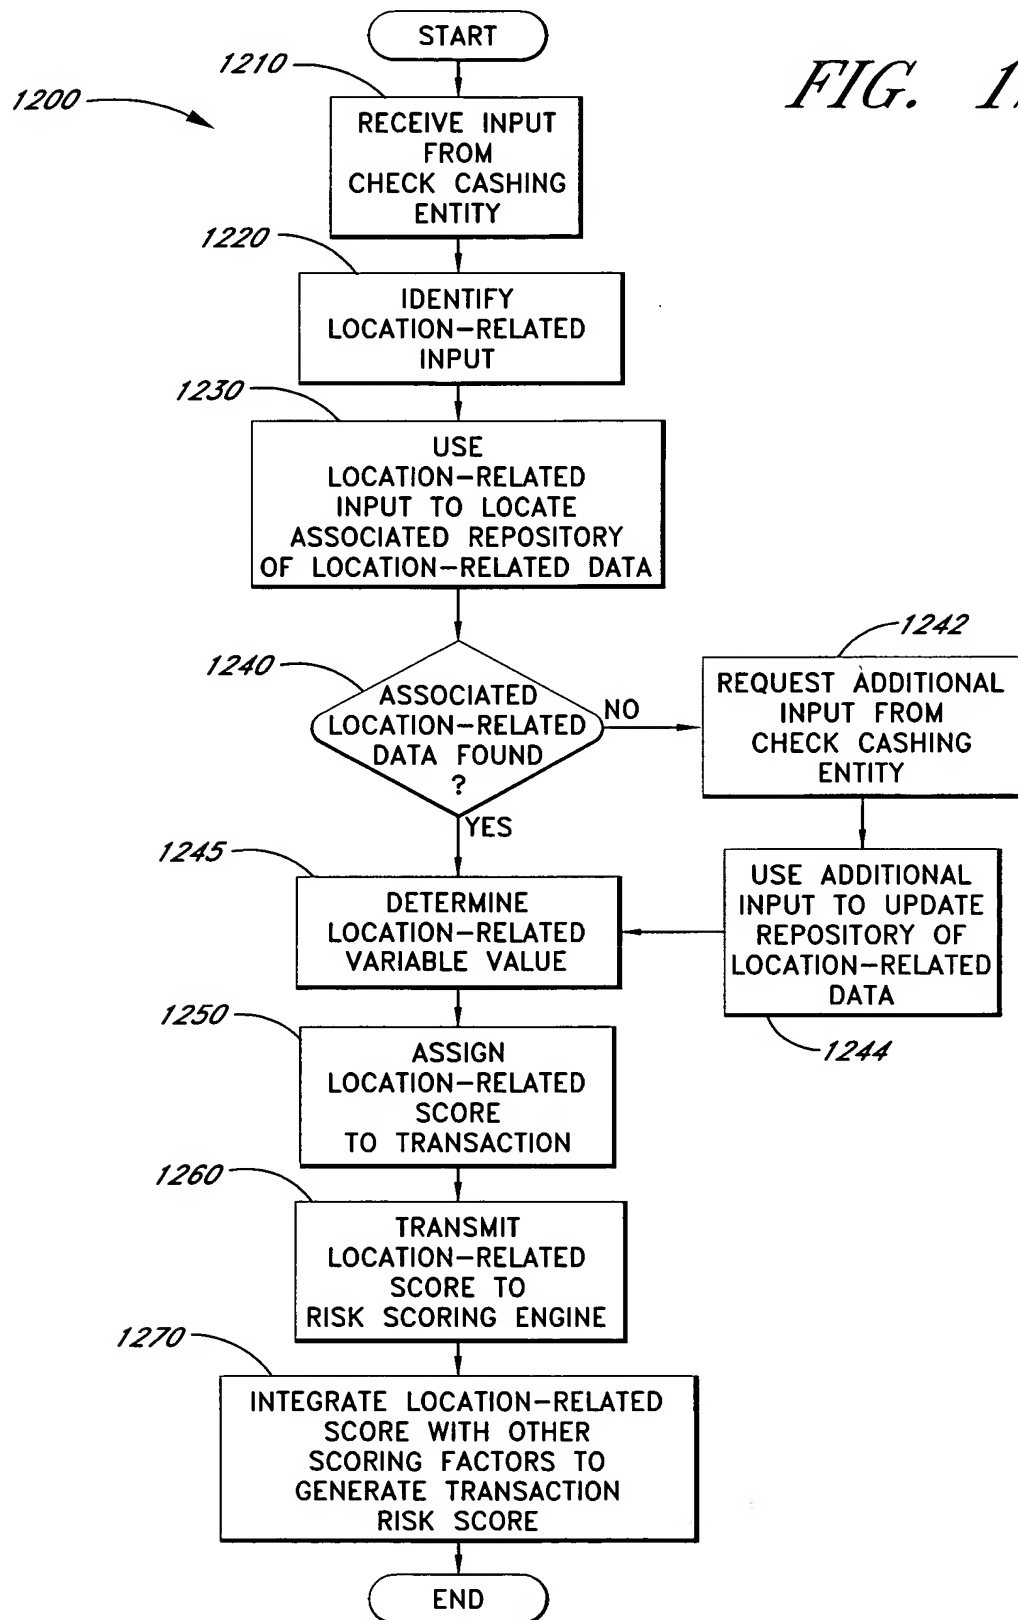 START
FIG. 1
1210
1200
RECEIVE INPUT
FROM
CHECK CASHING
ENTITY
1220
IDENTIFY
LOCATION-RELATED
INPUT
1230
USE
LOCATION-RELATED
INPUT TO LOCATE
ASSOCIATED REPOSITORY
OF LOCATION-RELATED DATA
1240
ASSOCIATED
LOCATION-RELATED
DATA FOUND
?
NO
YES
1242
REQUEST ADDITIONAL
INPUT FROM
CHECK CASHING
ENTITY
1245
DETERMINE
LOCATION-RELATED
VARIABLE VALUE
USE ADDITIONAL
INPUT TO UPDATE
REPOSITORY OF
LOCATION-RELATED
DATA
1244
1250
ASSIGN
LOCATION-RELATED
SCORE
TO TRANSACTION
1260
TRANSMIT
LOCATION-RELATED
SCORE TO
RISK SCORING ENGINE
1270
INTEGRATE LOCATION-RELATED
SCORE WITH OTHER
SCORING FACTORS TO
GENERATE TRANSACTION
RISK SCORE
END